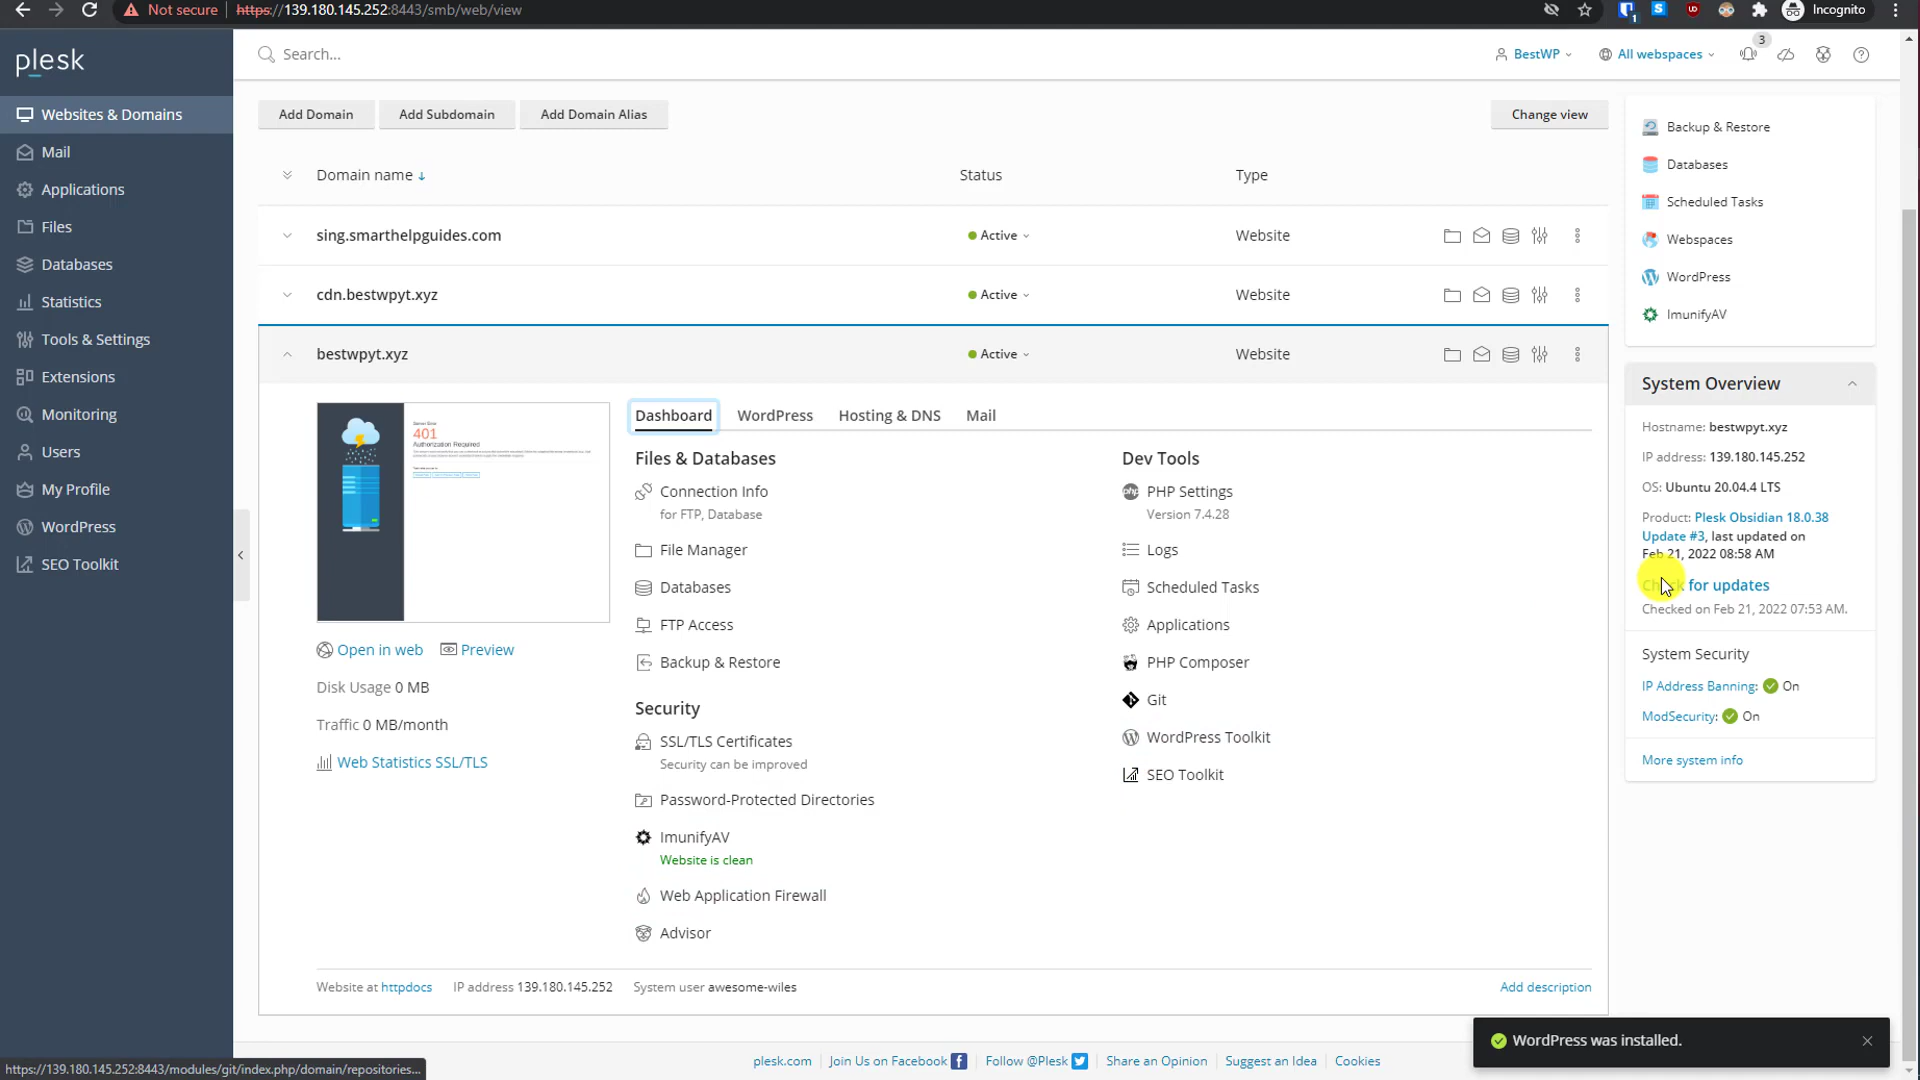 Not secure
https://139.180.145.252:8443/smb/web/view
1
Incognito
plesk
Search...
BestWP
All webspaces
3
Websites & Domains
Mail
Applications
Files
Databases
Statistics
Tools & Settings
Extensions
Monitoring
Users
My Profile
WordPress
SEO Toolkit
Add Domain
Add Subdomain
Add Domain Alias
Change view
Domain name ↓
Status
Type
sing.smarthelpguides.com
Active
Website
cdn.bestwpyt.xyz
Active
Website
bestwpyt.xyz
Active
Website
401
Authorization Required
Open in web
Preview
Disk Usage 0 MB
Traffic 0 MB/month
Web Statistics SSL/TLS
Dashboard
WordPress
Hosting & DNS
Mail
Files & Databases
Connection Info
for FTP, Database
File Manager
Databases
FTP Access
Backup & Restore
Security
SSL/TLS Certificates
Security can be improved
Password-Protected Directories
ImunifyAV
Website is clean
Web Application Firewall
Advisor
Dev Tools
php
PHP Settings
Version 7.4.28
Logs
Scheduled Tasks
Applications
PHP Composer
Git
WordPress Toolkit
SEO Toolkit
Website at httpdocs
IP address 139.180.145.252
System user awesome-wiles
Add description
Backup & Restore
Databases
Scheduled Tasks
Webspaces
WordPress
ImunifyAV
System Overview
Hostname: bestwpyt.xyz
IP address: 139.180.145.252
OS: Ubuntu 20.04.4 LTS
Product: Plesk Obsidian 18.0.38
Update #3, last updated on
Feb 21, 2022 08:58 AM
Check for updates
Checked on Feb 21, 2022 07:53 AM.
System Security
IP Address Banning: On
ModSecurity: On
More system info
WordPress was installed.
plesk.com
Join Us on Facebook
Follow @Plesk
Share an Opinion
Suggest an Idea
Cookies
https://139.180.145.252:8443/modules/git/index.php/domain/repositories...